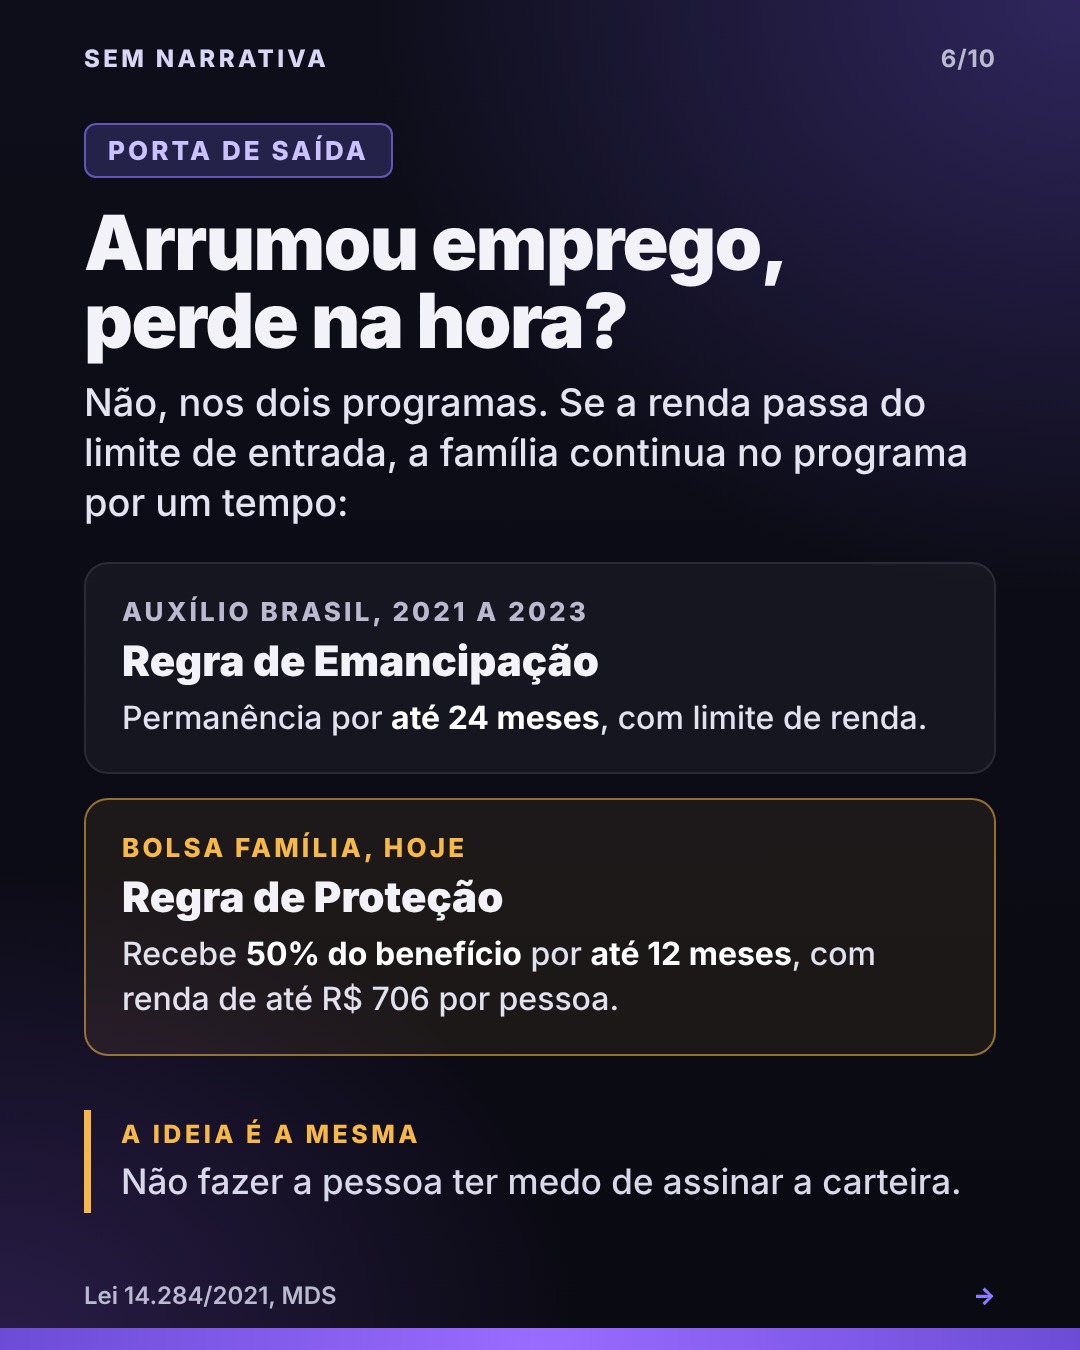 SEM NARRATIVA
6/10
PORTA DE SAÍDA
Arrumou emprego,
perde na hora?
Não, nos dois programas. Se a renda passa do
limite de entrada, a família continua no programa
por um tempo:
AUXÍLIO BRASIL, 2021 A 2023
Regra de Emancipação
Permanência por até 24 meses, com limite de renda.
BOLSA FAMÍLIA, HOJE
Regra de Proteção
Recebe 50% do benefício por até 12 meses, com
renda de até R$ 706 por pessoa.
A IDEIA É A MESMA
Não fazer a pessoa ter medo de assinar a carteira.
Lei 14.284/2021, MDS
→